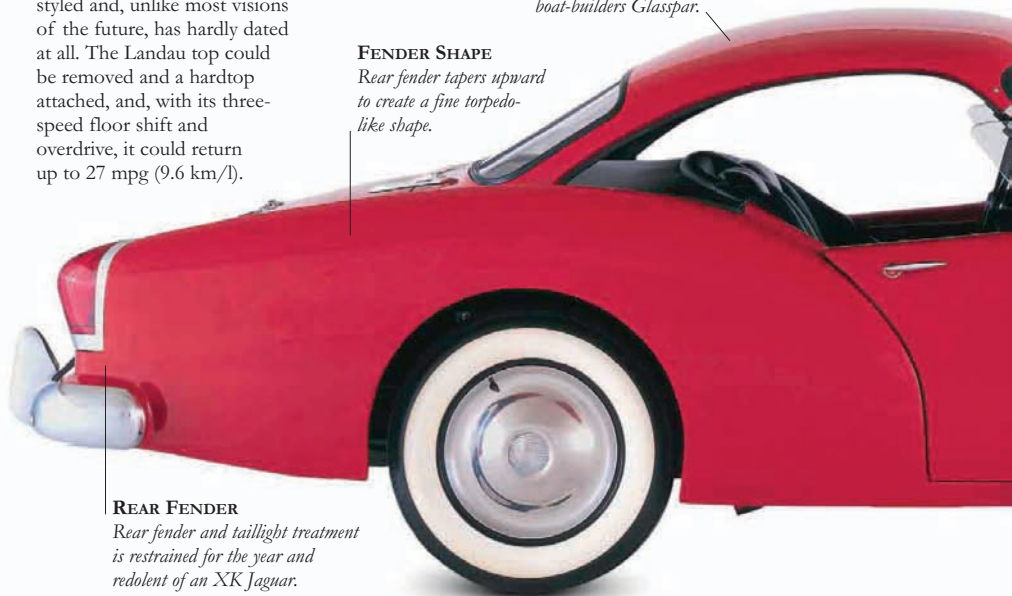 styled and, unlike most visions
of the future, has hardly dated
at all. The Landau top could
be removed and a hardtop
attached, and, with its three-
speed floor shift and
overdrive, it could return
up to 27 mpg (9.6 km/l).
boat-builders Glasspar.
FENDER SHAPE
Rear fender tapers upward
to create a fine torpedo-
like shape.
REAR FENDER
Rear fender and taillight treatment
is restrained for the year and
redolent of an XK Jaguar.